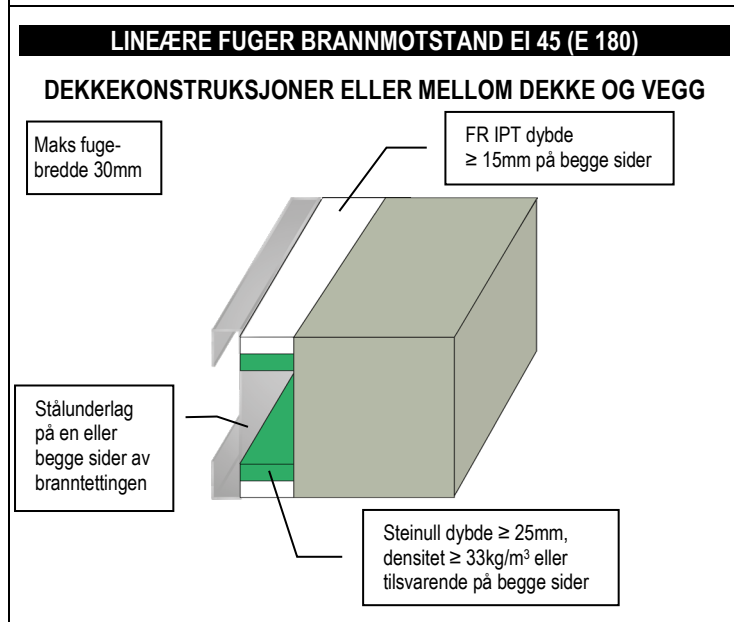 LINEÆRE FUGER BRANNMOTSTAND EI 45 (E 180)
DEKKEKONSTRUKSJONER ELLER MELLOM DEKKE OG VEGG
Maks fuge-
bredde 30mm
FR IPT dybde
≥ 15mm på begge sider
Stålunderlag
på en eller
begge sider av
branntettingen
Steinull dybde ≥ 25mm,
densitet ≥ 33kg/m³ eller
tilsvarende på begge sider